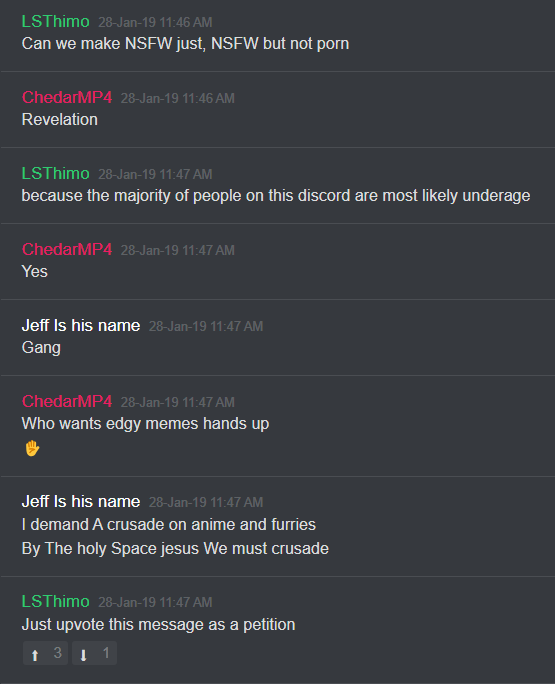 LSThimo 28-Jan-19 11:46 AM
Can we make NSFW just, NSFW but not porn
ChedarMP4 28-Jan-19 11:46 AM
Revelation
LSThimo 28-Jan-19 11:47 AM
because the majority of people on this discord are most likely underage
ChedarMP4 28-Jan-19 11:47 AM
Yes
Jeff Is his name 28-Jan-19 11:47 AM
Gang
ChedarMP4 28-Jan-19 11:47 AM
Who wants edgy memes hands up
Jeff Is his name 28-Jan-19 11:47 AM
I demand A crusade on anime and furries
By The holy Space jesus We must crusade
LSThimo 28-Jan-19 11:47 AM
Just upvote this message as a petition
3 1